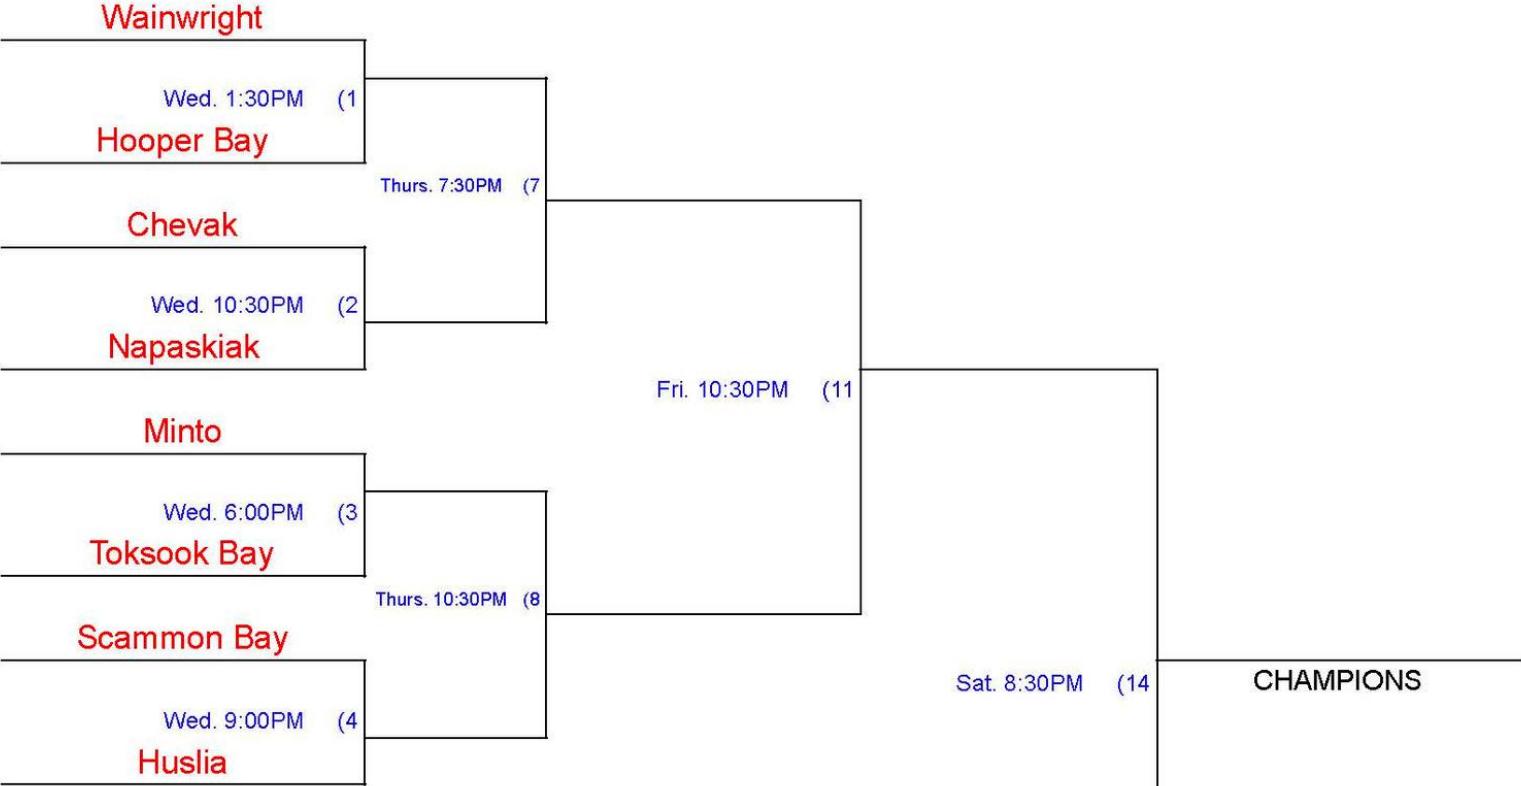 Wainwright
Wed. 1:30PM (1
Hooper Bay
Thurs. 7:30PM (7
Chevak
Wed. 10:30PM (2
Napaskiak
Fri. 10:30PM (11
Minto
Wed. 6:00PM (3
Toksook Bay
Thurs. 10:30PM (8
Scammon Bay
Sat. 8:30PM (14
CHAMPIONS
Wed. 9:00PM (4
Huslia